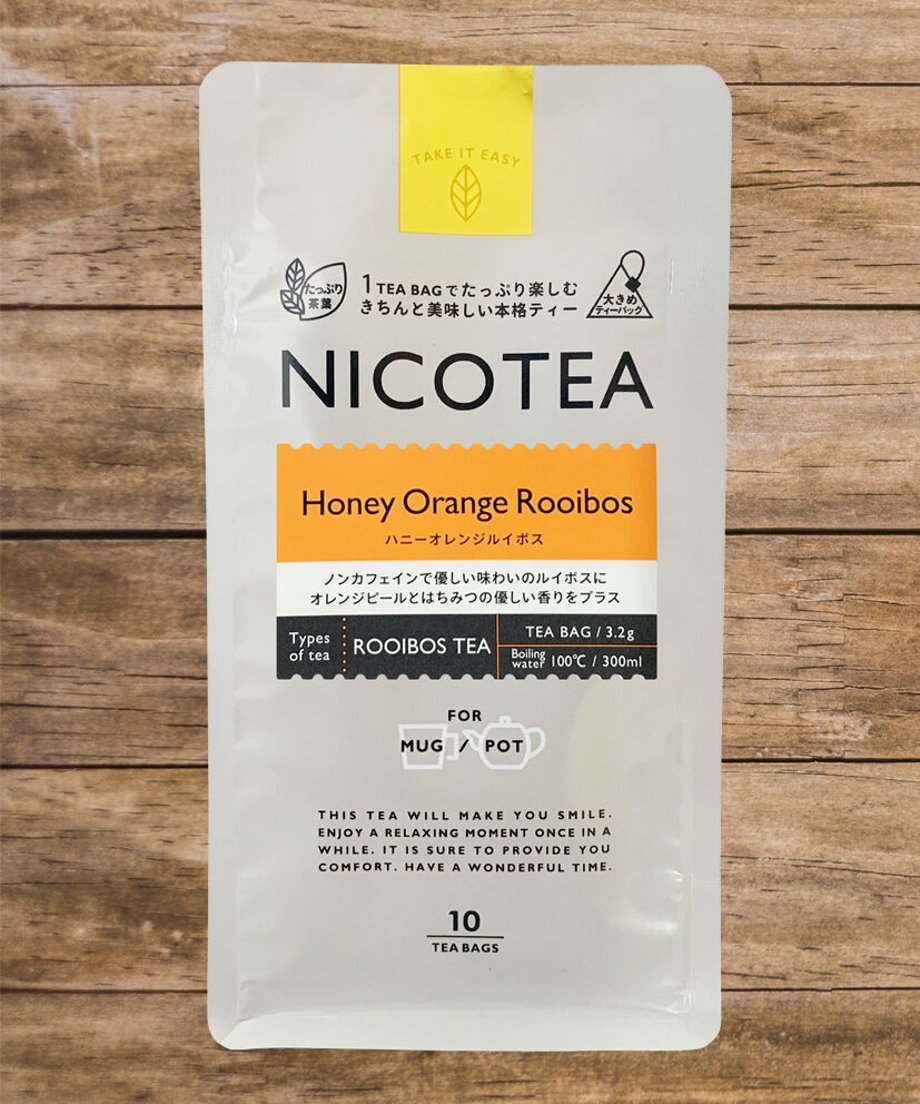 TAKE IT EASY
たっぷり
茶葉
1 TEA BAGでたっぷり楽しむ
きちんと美味しい本格ティー
大きめ
ティーバッグ
NICOTEA
Honey Orange Rooibos
ハニーオレンジルイボス
ノンカフェインで優しい味わいのルイボスに
オレンジピールとはちみつの優しい香りをプラス
Types
of tea
ROOIBOS TEA
TEA BAG / 3.2g
Boiling
water 100℃ / 300ml
FOR
MUG / POT
THIS TEA WILL MAKE YOU SMILE.
ENJOY A RELAXING MOMENT ONCE IN A
WHILE. IT IS SURE TO PROVIDE YOU
COMFORT. HAVE A WONDERFUL TIME.
10
TEA BAGS